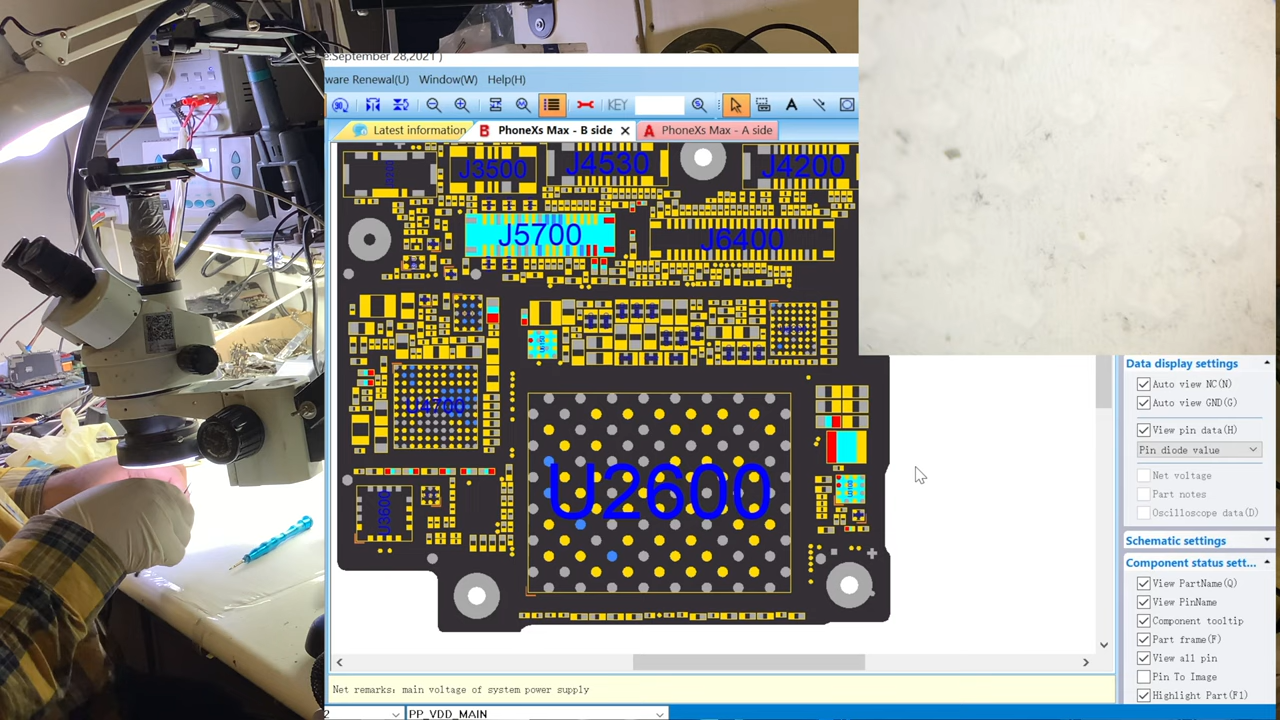 e:September 28,2021 )
ware Renewal(U) Window(W) Help(H)
KEY
Latest information
B PhoneXs Max - B side
A PhoneXs Max - A side
J3500
J4530
J4200
J5700
J6400
U4700
U2600
U3600
Data display settings
Auto view NC(N)
Auto view GND(G)
View pin data(H)
Pin diode value
Net voltage
Part notes
Oscilloscope data(D)
Schematic settings
Component status sett...
View PartName(Q)
View PinName
Component tooltip
Part frame(F)
View all pin
Pin To Image
Highlight Part(F1)
Net remarks: main voltage of system power supply
2 PP_VDD_MAIN